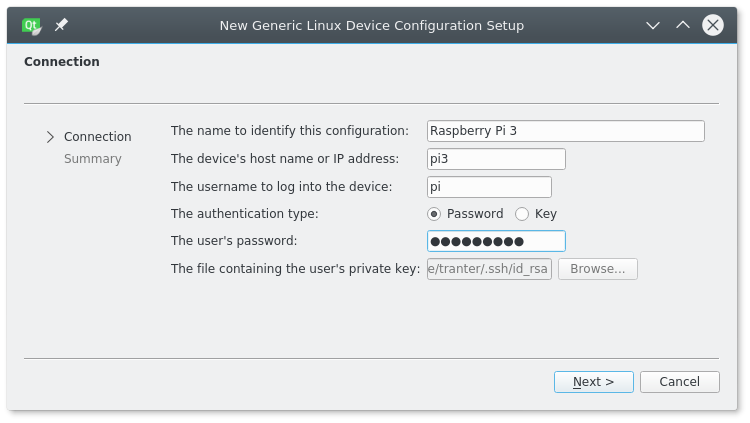 Qt New Generic Linux Device Configuration Setup
Connection
Connection
Summary
The name to identify this configuration: Raspberry Pi 3
The device's host name or IP address: pi3
The username to log into the device: pi
The authentication type: Password Key
The user's password: ●●●●●●●●●
The file containing the user's private key: e/tranter/.ssh/id_rsa Browse...
Next > Cancel